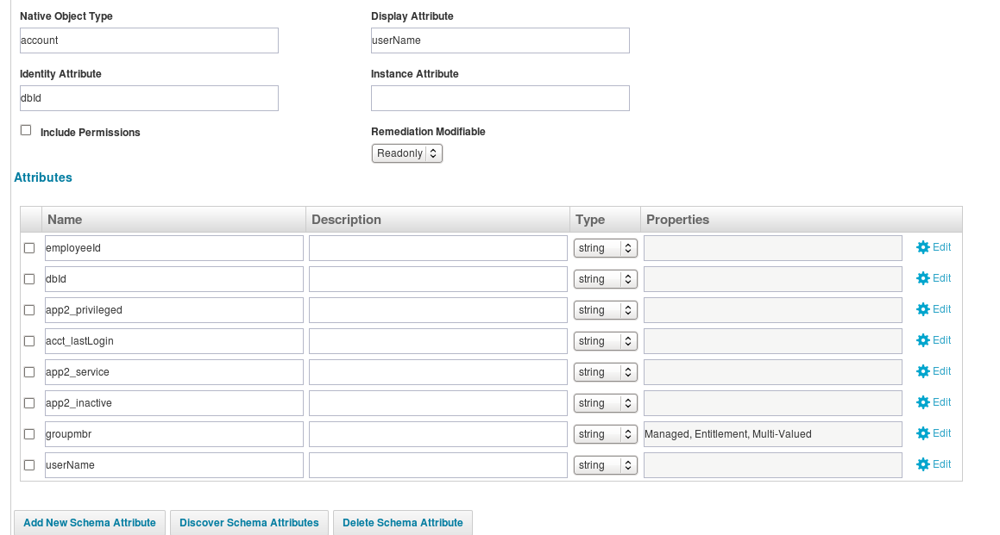 Native Object Type Display Attribute
account userName
Identity Attribute Instance Attribute
dbId
Include Permissions Remediation Modifiable
Readonly
Attributes
Name Description Type Properties
employeeId string Edit
dbId string Edit
app2_privileged string Edit
acct_lastLogin string Edit
app2_service string Edit
app2_inactive string Edit
groupmbr string Managed, Entitlement, Multi-Valued Edit
userName string Edit
Add New Schema Attribute Discover Schema Attributes Delete Schema Attribute